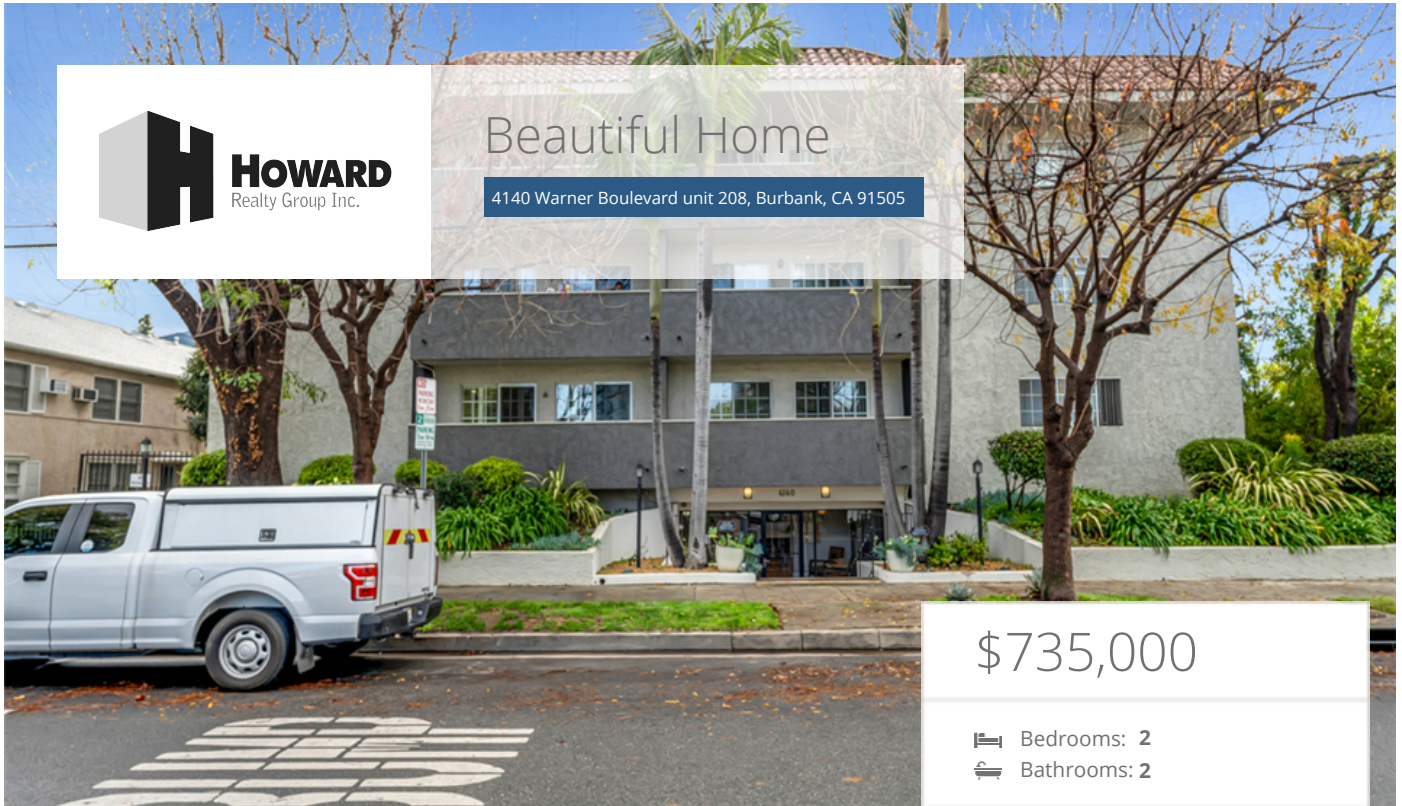 HOWARD
Realty Group Inc.
Beautiful Home
4140 Warner Boulevard unit 208, Burbank, CA 91505
4140
$735,000
Bedrooms: 2
Bathrooms: 2